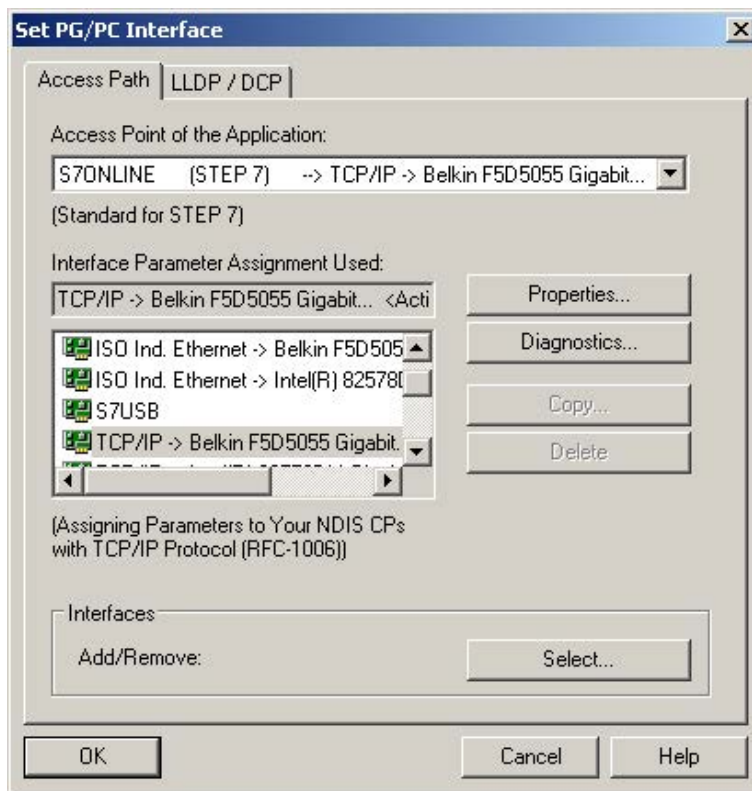 Set PG/PC Interface
Access Path
LLDP / DCP
Access Point of the Application:
S7ONLINE (STEP 7) --> TCP/IP -> Belkin F5D5055 Gigabit...
(Standard for STEP 7)
Interface Parameter Assignment Used:
TCP/IP -> Belkin F5D5055 Gigabit... <Acti
Properties...
ISO Ind. Ethernet -> Belkin F5D505
Diagnostics...
ISO Ind. Ethernet -> Intel(R) 82578D
S7USB
Copy...
TCP/IP -> Belkin F5D5055 Gigabit.
Delete
(Assigning Parameters to Your NDIS CPs
with TCP/IP Protocol (RFC-1006))
Interfaces
Add/Remove:
Select...
OK
Cancel
Help